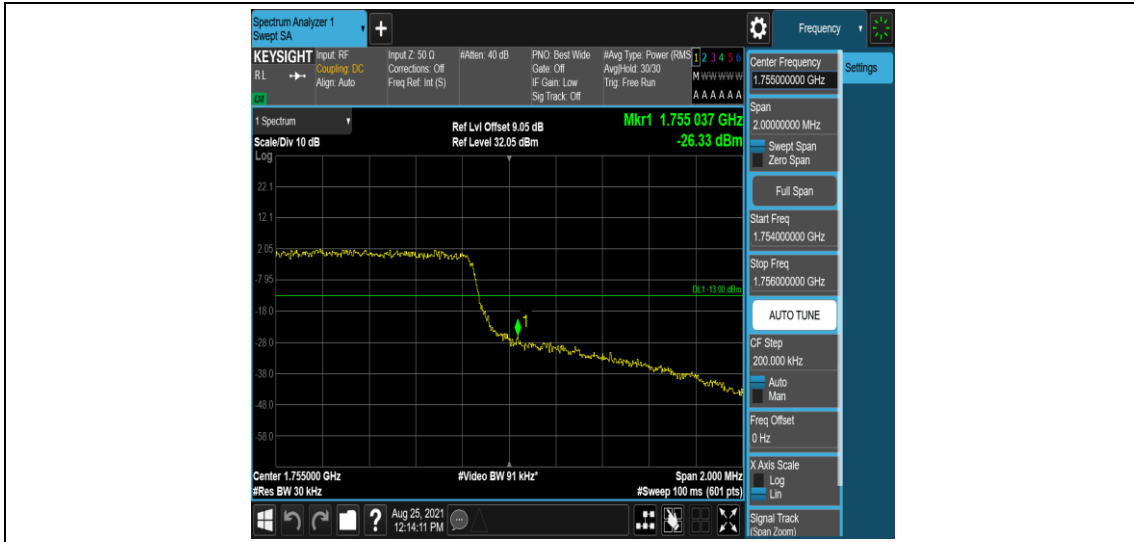 Spectrum Analyzer 1
Swept SA
+
Frequency
KEYSIGHT
RL
LXI
Input: RF
Coupling: DC
Align: Auto
Input Z: 50 Ω
Corrections: Off
Freq Ref: Int (S)
#Atten: 40 dB
PNO: Best Wide
Gate: Off
IF Gain: Low
Sig Track: Off
#Avg Type: Power (RMS
Avg|Hold: 30/30
Trig: Free Run
1 2 3 4 5 6
M W W W W W
A A A A A A
1 Spectrum
Scale/Div 10 dB
Log
Ref Lvl Offset 9.05 dB
Ref Level 32.05 dBm
Mkr1 1.755 037 GHz
-26.33 dBm
22.1
12.1
2.05
-7.95
DL1 -13.00 dBm
-18.0
1
-28.0
-38.0
-48.0
-58.0
Center 1.755000 GHz
#Res BW 30 kHz
#Video BW 91 kHz*
Span 2.000 MHz
#Sweep 100 ms (601 pts)
Center Frequency
1.755000000 GHz
Settings
Span
2.00000000 MHz
Swept Span
Zero Span
Full Span
Start Freq
1.754000000 GHz
Stop Freq
1.756000000 GHz
AUTO TUNE
CF Step
200.000 kHz
Auto
Man
Freq Offset
0 Hz
X Axis Scale
Log
Lin
Signal Track
(Span Zoom)
?
Aug 25, 2021
12:14:11 PM